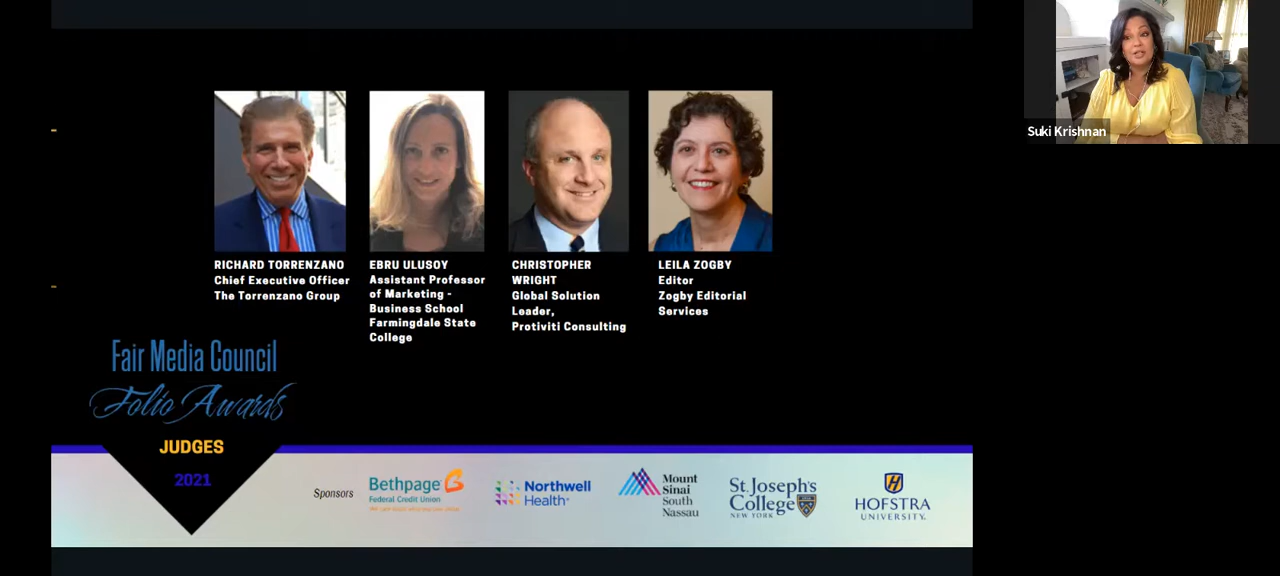 Suki Krishnan
RICHARD TORRENZANO
Chief Executive Officer
The Torrenzano Group
EBRU ULUSOY
Assistant Professor
of Marketing -
Business School
Farmingdale State
College
CHRISTOPHER
WRIGHT
Global Solution
Leader,
Protiviti Consulting
LEILA ZOGBY
Editor
Zogby Editorial
Services
Fair Media Council
Folio Awards
JUDGES
2021
Sponsors
Bethpage
Federal Credit Union
Northwell
Health
Mount
Sinai
South
Nassau
St. Joseph's
College
NEW YORK
H
HOFSTRA
UNIVERSITY.